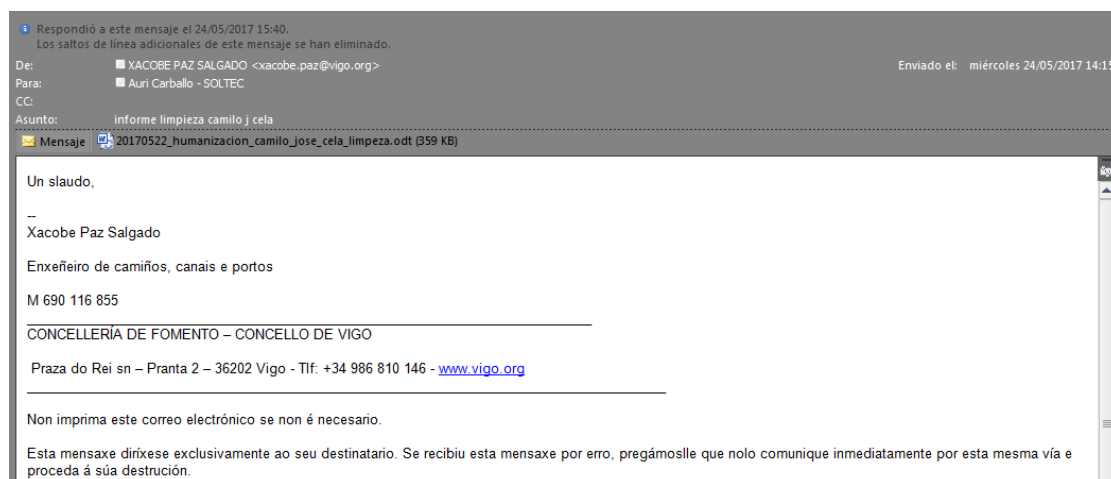 Respondió a este mensaje el 24/05/2017 15:40.
Los saltos de línea adicionales de este mensaje se han eliminado.
De: XACOBE PAZ SALGADO <xacobe.paz@vigo.org> Enviado el: miércoles 24/05/2017 14:15
Para: Auri Carballo - SOLTEC
CC:
Asunto: informe limpieza camilo j cela
Mensaje 20170522_humanizacion_camilo_jose_cela_limpeza.odt (359 KB)
Un slaudo,
--
Xacobe Paz Salgado
Enxeñeiro de camiños, canais e portos
M 690 116 855
CONCELLERÍA DE FOMENTO – CONCELLO DE VIGO
Praza do Rei sn – Pranta 2 – 36202 Vigo - Tlf: +34 986 810 146 - www.vigo.org
Non imprima este correo electrónico se non é necesario.
Esta mensaxe diríxese exclusivamente ao seu destinatario. Se recibiu esta mensaxe por erro, pregámoslle que nolo comunique inmediatamente por esta mesma vía e
proceda á súa destrución.